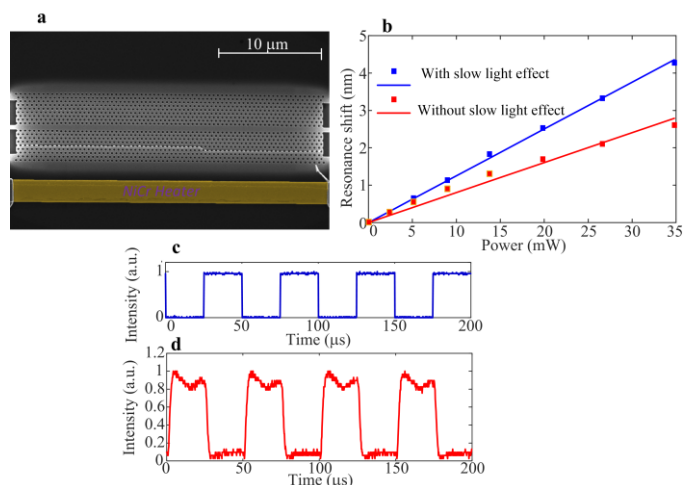 a
10 μm
NiCr Heater
b
Resonance shift (nm)
5
4
3
2
1
0
With slow light effect
Without slow light effect
0 5 10 15 20 25 30 35
Power (mW)
c
Intensity (a.u.)
1
0
0 50 100 150 200
Time (μs)
d
Intensity (a.u.)
1.2
1
0.8
0.6
0.4
0.2
0
0 50 100 150 200
Time (μs)